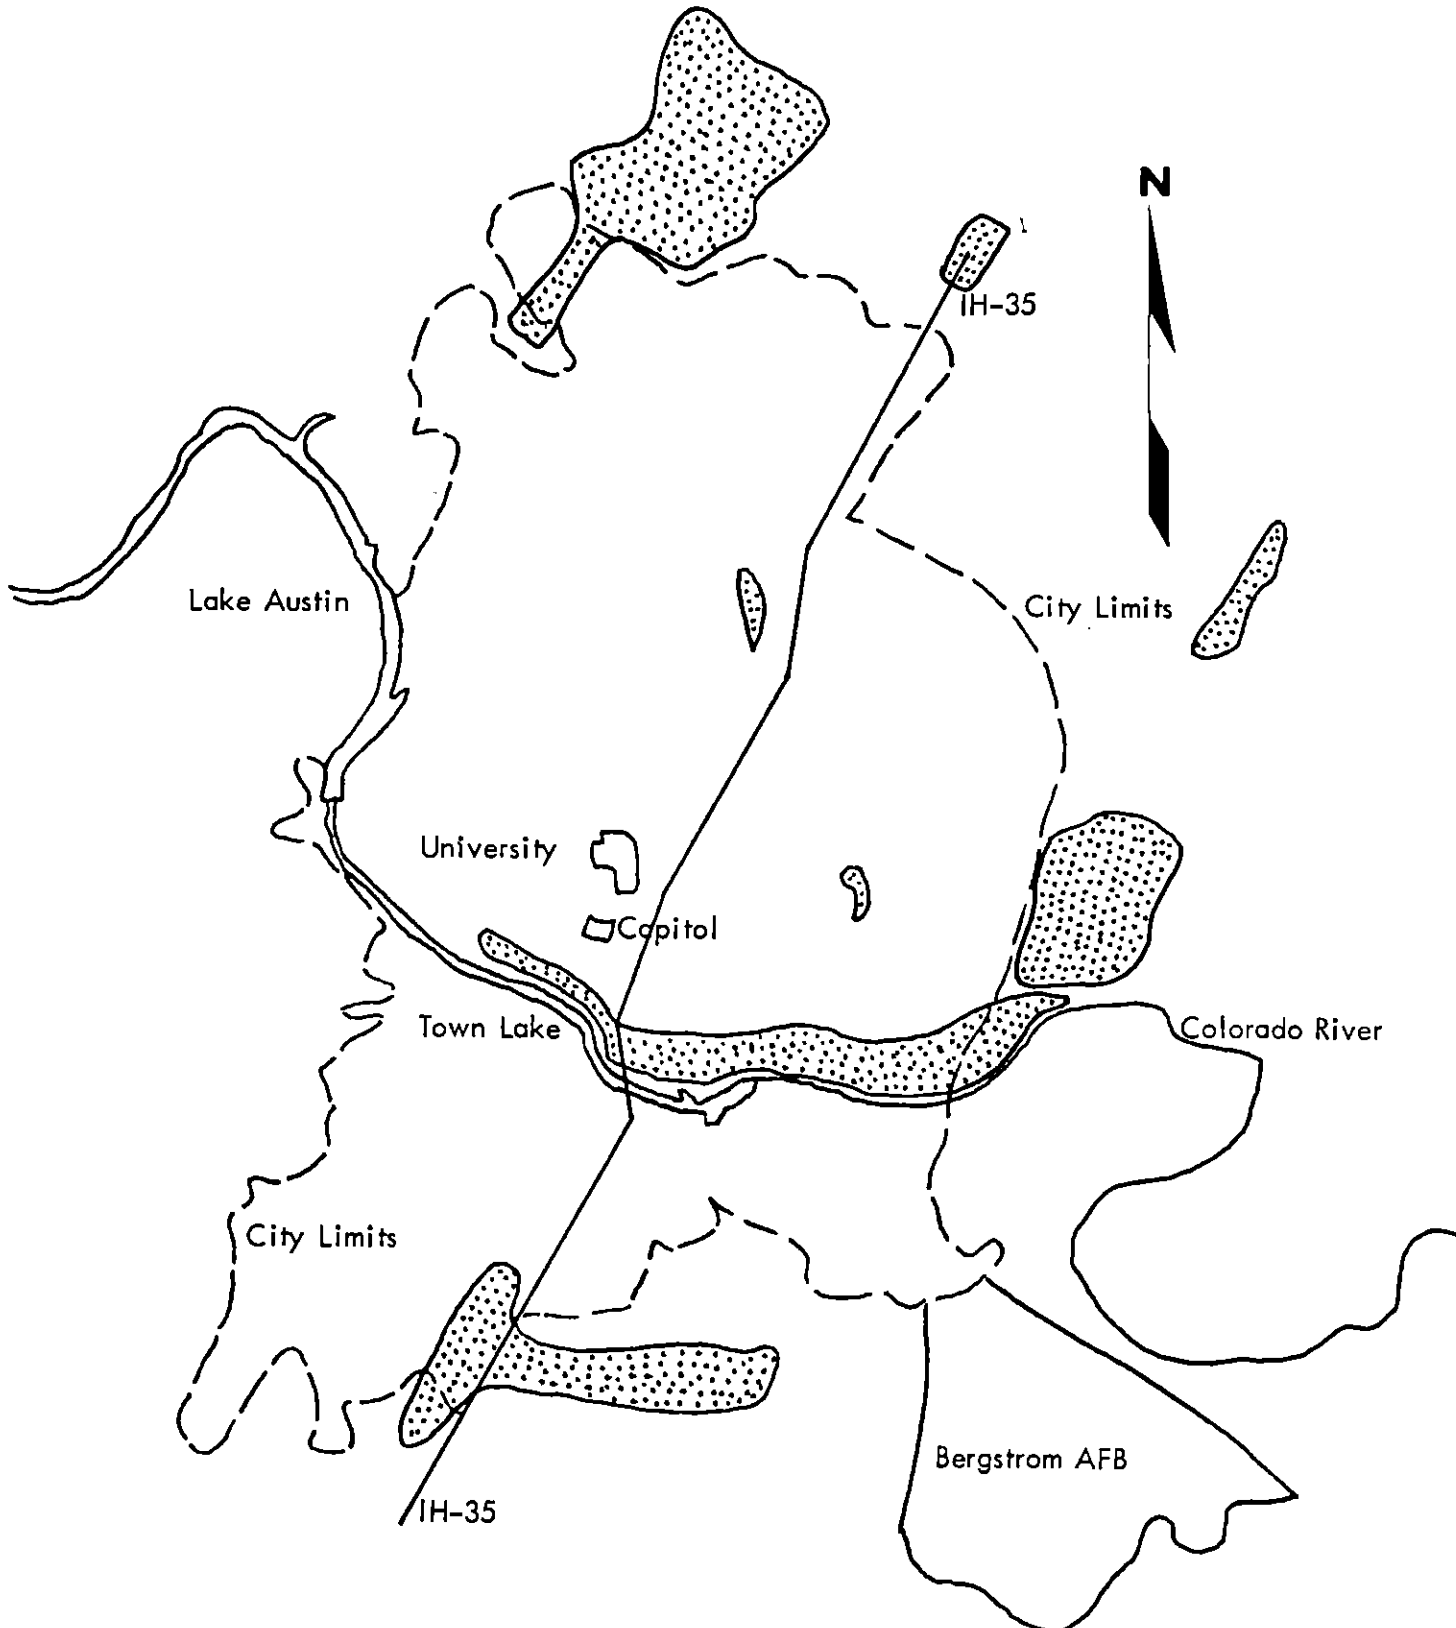 N
IH-35
Lake Austin
City Limits
University
Capitol
Town Lake
Colorado River
City Limits
Bergstrom AFB
IH-35